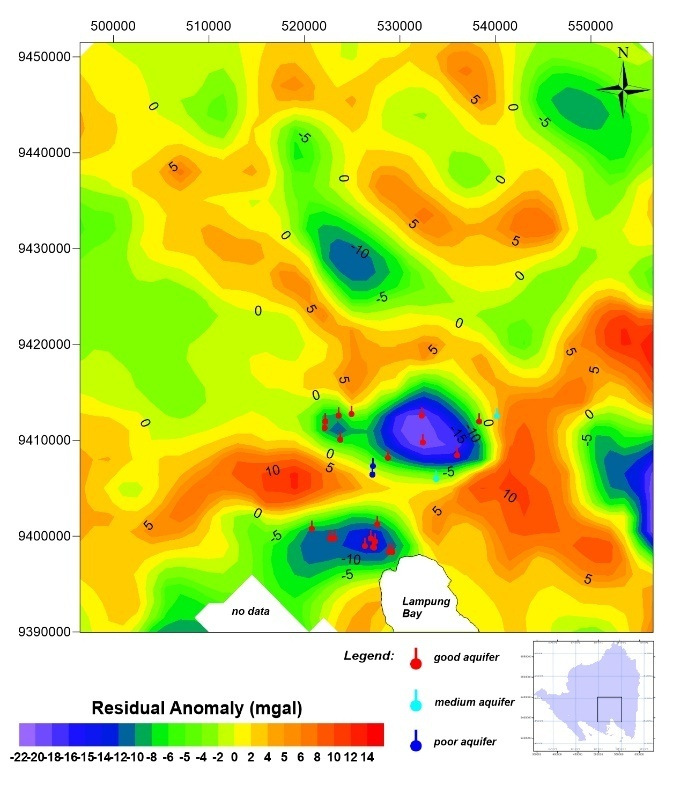 500000 510000 520000 530000 540000 550000
N
9450000
9440000
9430000
9420000
9410000
9400000
9390000
0 5 0 -5
-5
5 0 0
0 5 5
-10
0
-5
5 0 0
5 5 5
5
0 0
0 -15 -10 0 -5
0
10 5 -5
10
5 0 5
-5
-10
-5 5
no data
Lampung
Bay
Legend:
good aquifer
medium aquifer
poor aquifer
Residual Anomaly (mgal)
-22 -20 -18 -16 -14 -12 -10 -8 -6 -4 -2 0 2 4 6 8 10 12 14